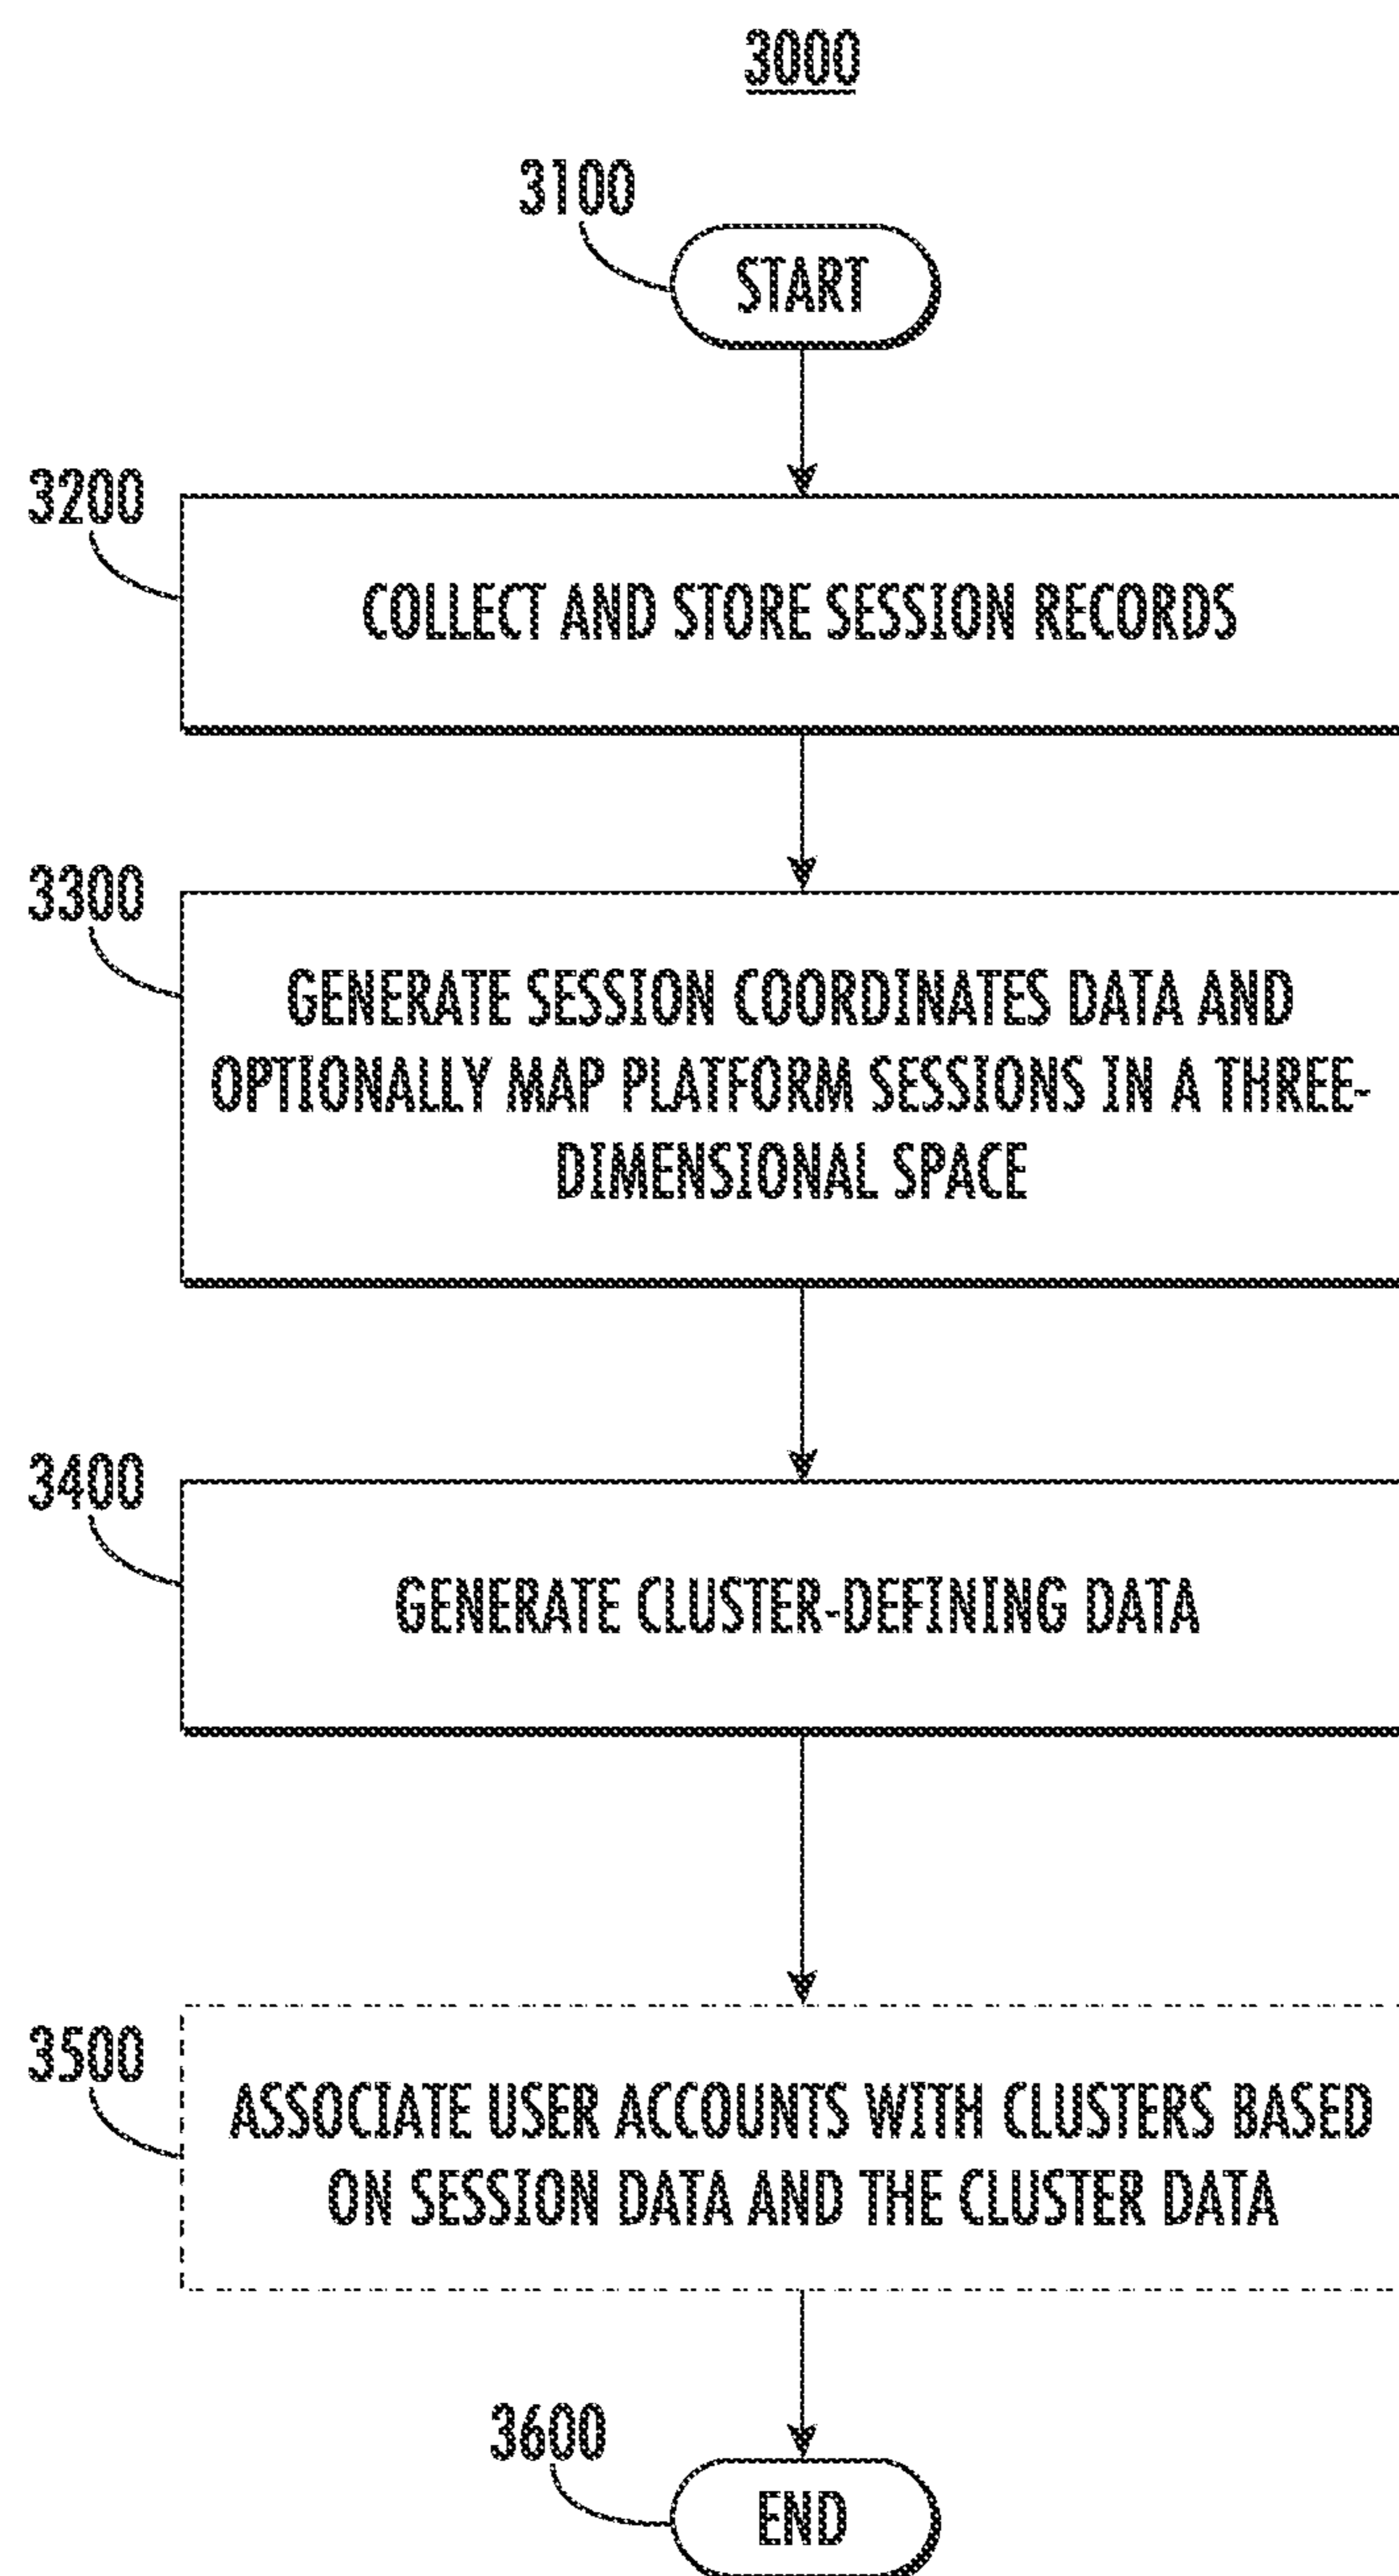 3000
3100
START
3200
COLLECT AND STORE SESSION RECORDS
3300
GENERATE SESSION COORDINATES DATA AND
OPTIONALLY MAP PLATFORM SESSIONS IN A THREE-
DIMENSIONAL SPACE
3400
GENERATE CLUSTER-DEFINING DATA
3500
ASSOCIATE USER ACCOUNTS WITH CLUSTERS BASED
ON SESSION DATA AND THE CLUSTER DATA
3600
END